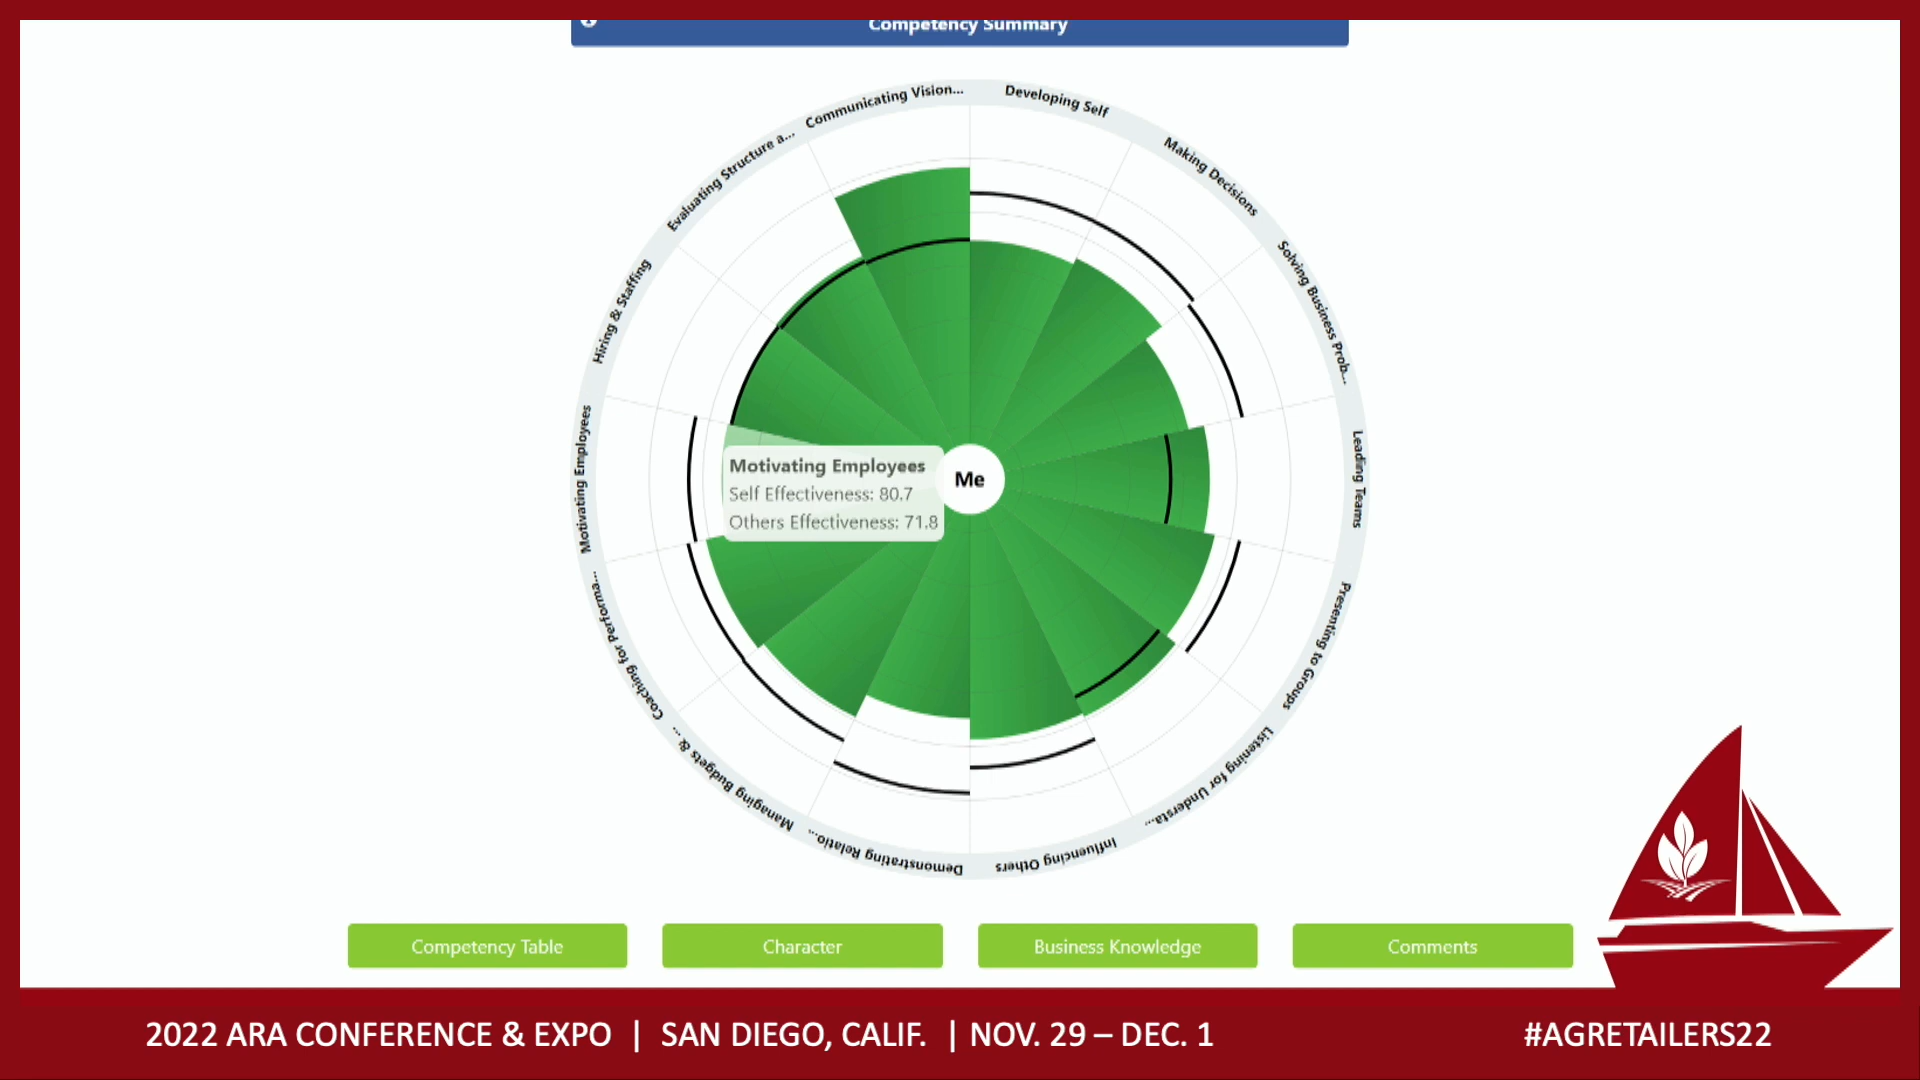 Competency Summary
Communicating Vision...
Developing Self
Evaluating Structure a...
Making Decisions
Hiring & Staffing
Solving Business Prob...
Motivating Employees
Leading Teams
Motivating Employees
Self Effectiveness: 80.7
Others Effectiveness: 71.8
Me
Coaching for Performa...
Presenting to Groups
Managing Budgets & ...
Listening for Understa...
Demonstrating Relatio...
Influencing Others
Competency Table
Character
Business Knowledge
Comments
2022 ARA CONFERENCE & EXPO | SAN DIEGO, CALIF. | NOV. 29 – DEC. 1
#AGRETAILERS22